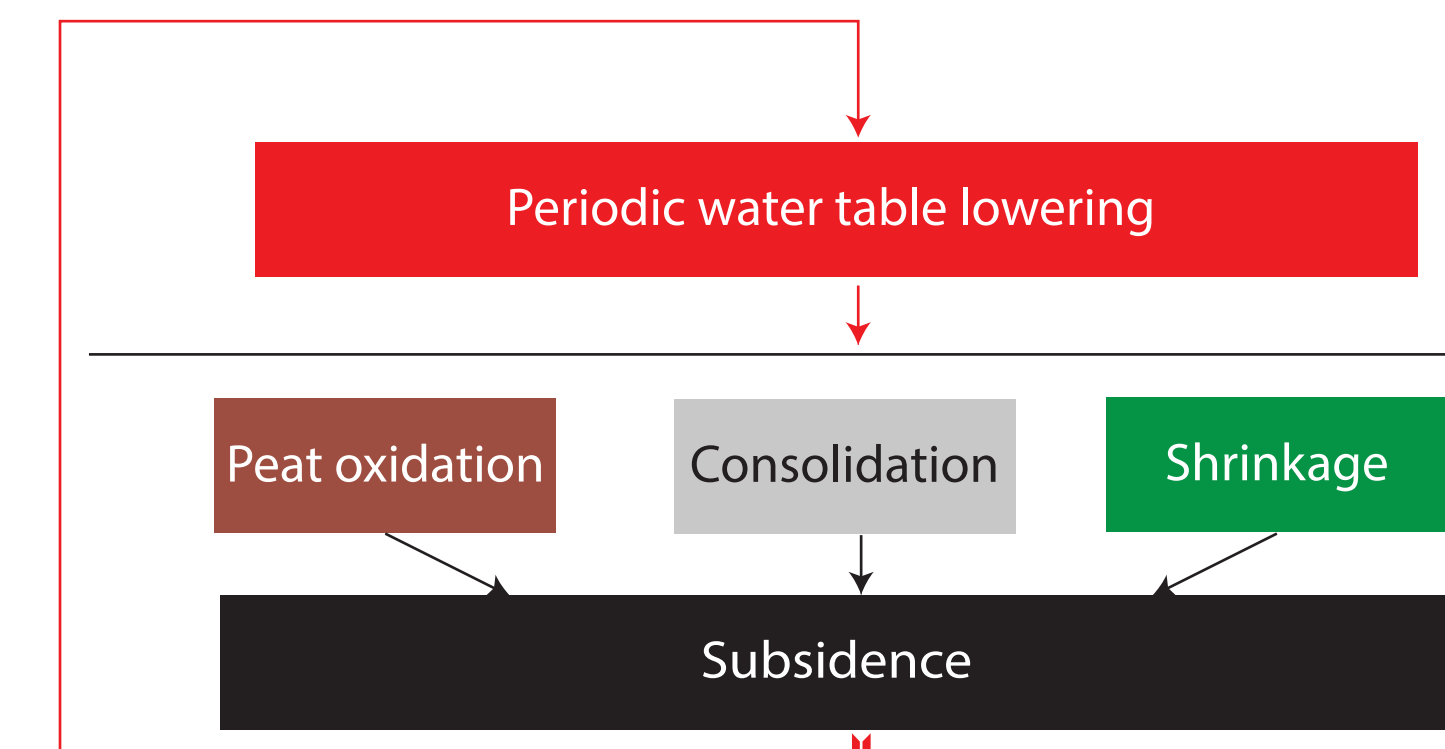 Periodic water table lowering
Peat oxidation
Consolidation
Shrinkage
Subsidence